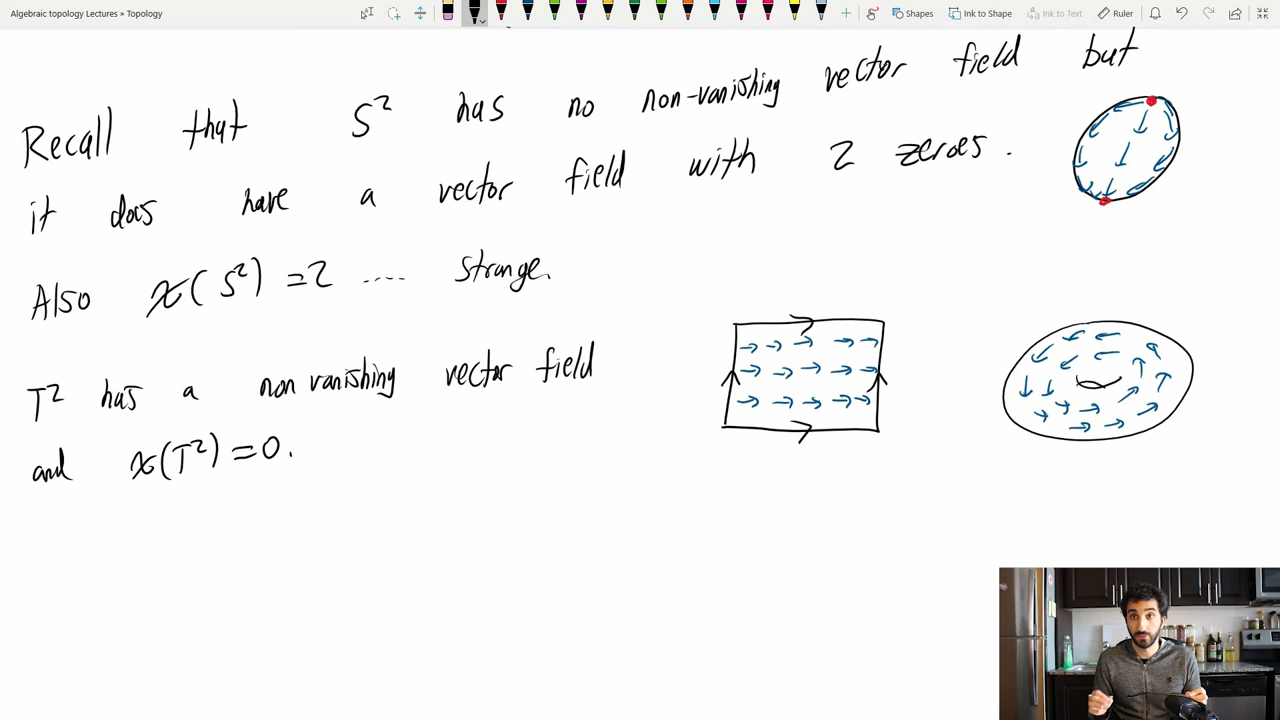 Algebraic topology Lectures » Topology
Shapes
Ink to Shape
Ink to Text
Ruler
Recall that S² has no non-vanishing vector field but
it does have a vector field with 2 zeroes.
Also χ(S²) = 2 .... strange.
T² has a non vanishing vector field
and χ(T²) = 0.